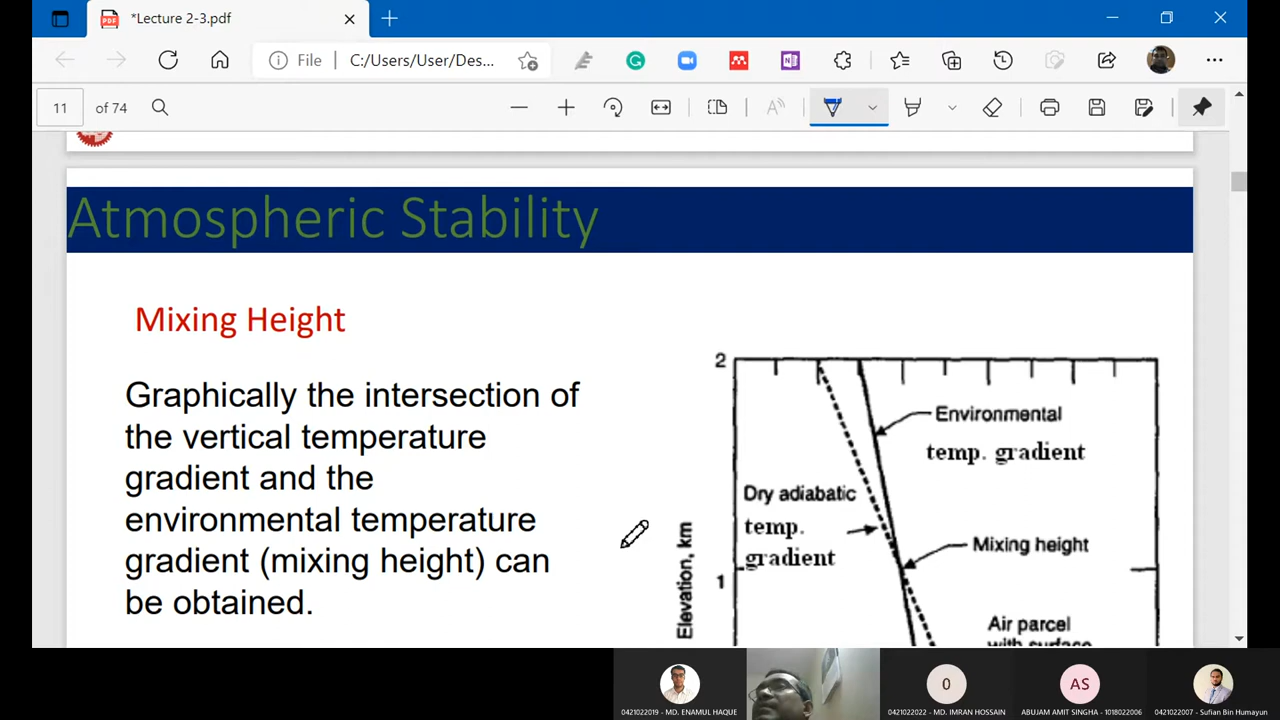 *Lecture 2-3.pdf
File
C:/Users/User/Des...
11 of 74
Atmospheric Stability
Mixing Height
Graphically the intersection of
the vertical temperature
gradient and the
environmental temperature
gradient (mixing height) can
be obtained.
2
Environmental
temp. gradient
Dry adiabatic
temp.
gradient
Mixing height
Elevation, km
1
Air parcel
with surface
0
AS
0421022019 - MD. ENAMUL HAQUE
0421022022 - MD. IMRAN HOSSAIN
ABUJAM AMIT SINGHA - 1018022006
0421022007 - Sufian Bin Humayun